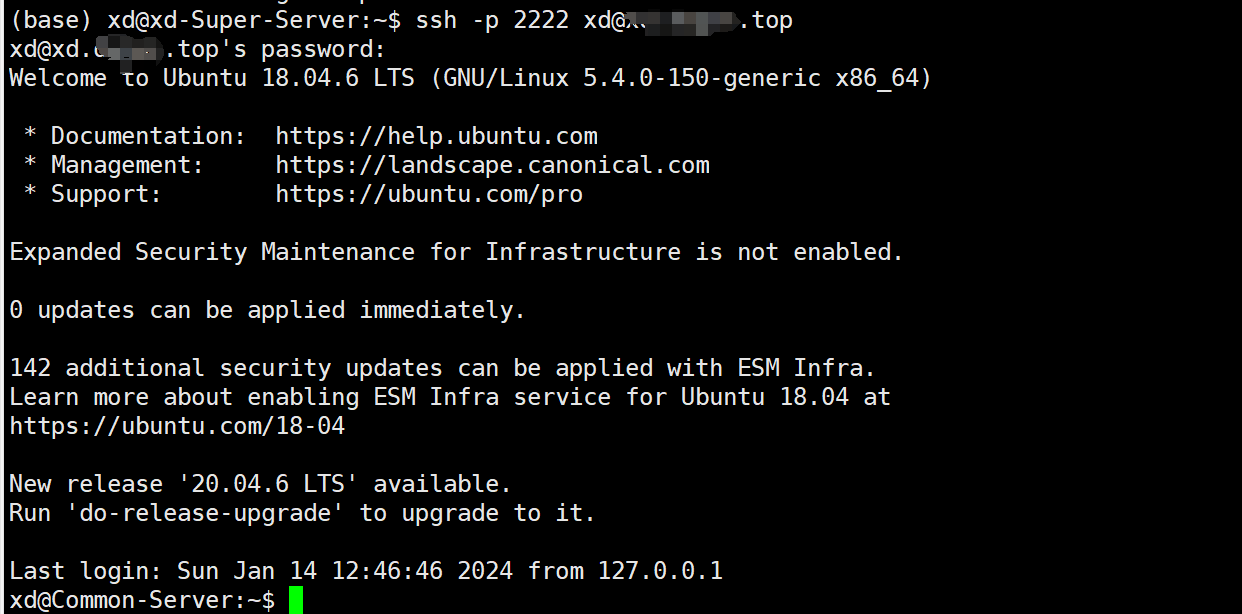 (base) xd@xd-Super-Server:~$ ssh -p 2222 xd@ .top
xd@xd. .top's password:
Welcome to Ubuntu 18.04.6 LTS (GNU/Linux 5.4.0-150-generic x86_64)
* Documentation: https://help.ubuntu.com
* Management: https://landscape.canonical.com
* Support: https://ubuntu.com/pro
Expanded Security Maintenance for Infrastructure is not enabled.
0 updates can be applied immediately.
142 additional security updates can be applied with ESM Infra.
Learn more about enabling ESM Infra service for Ubuntu 18.04 at
https://ubuntu.com/18-04
New release '20.04.6 LTS' available.
Run 'do-release-upgrade' to upgrade to it.
Last login: Sun Jan 14 12:46:46 2024 from 127.0.0.1
xd@Common-Server:~$